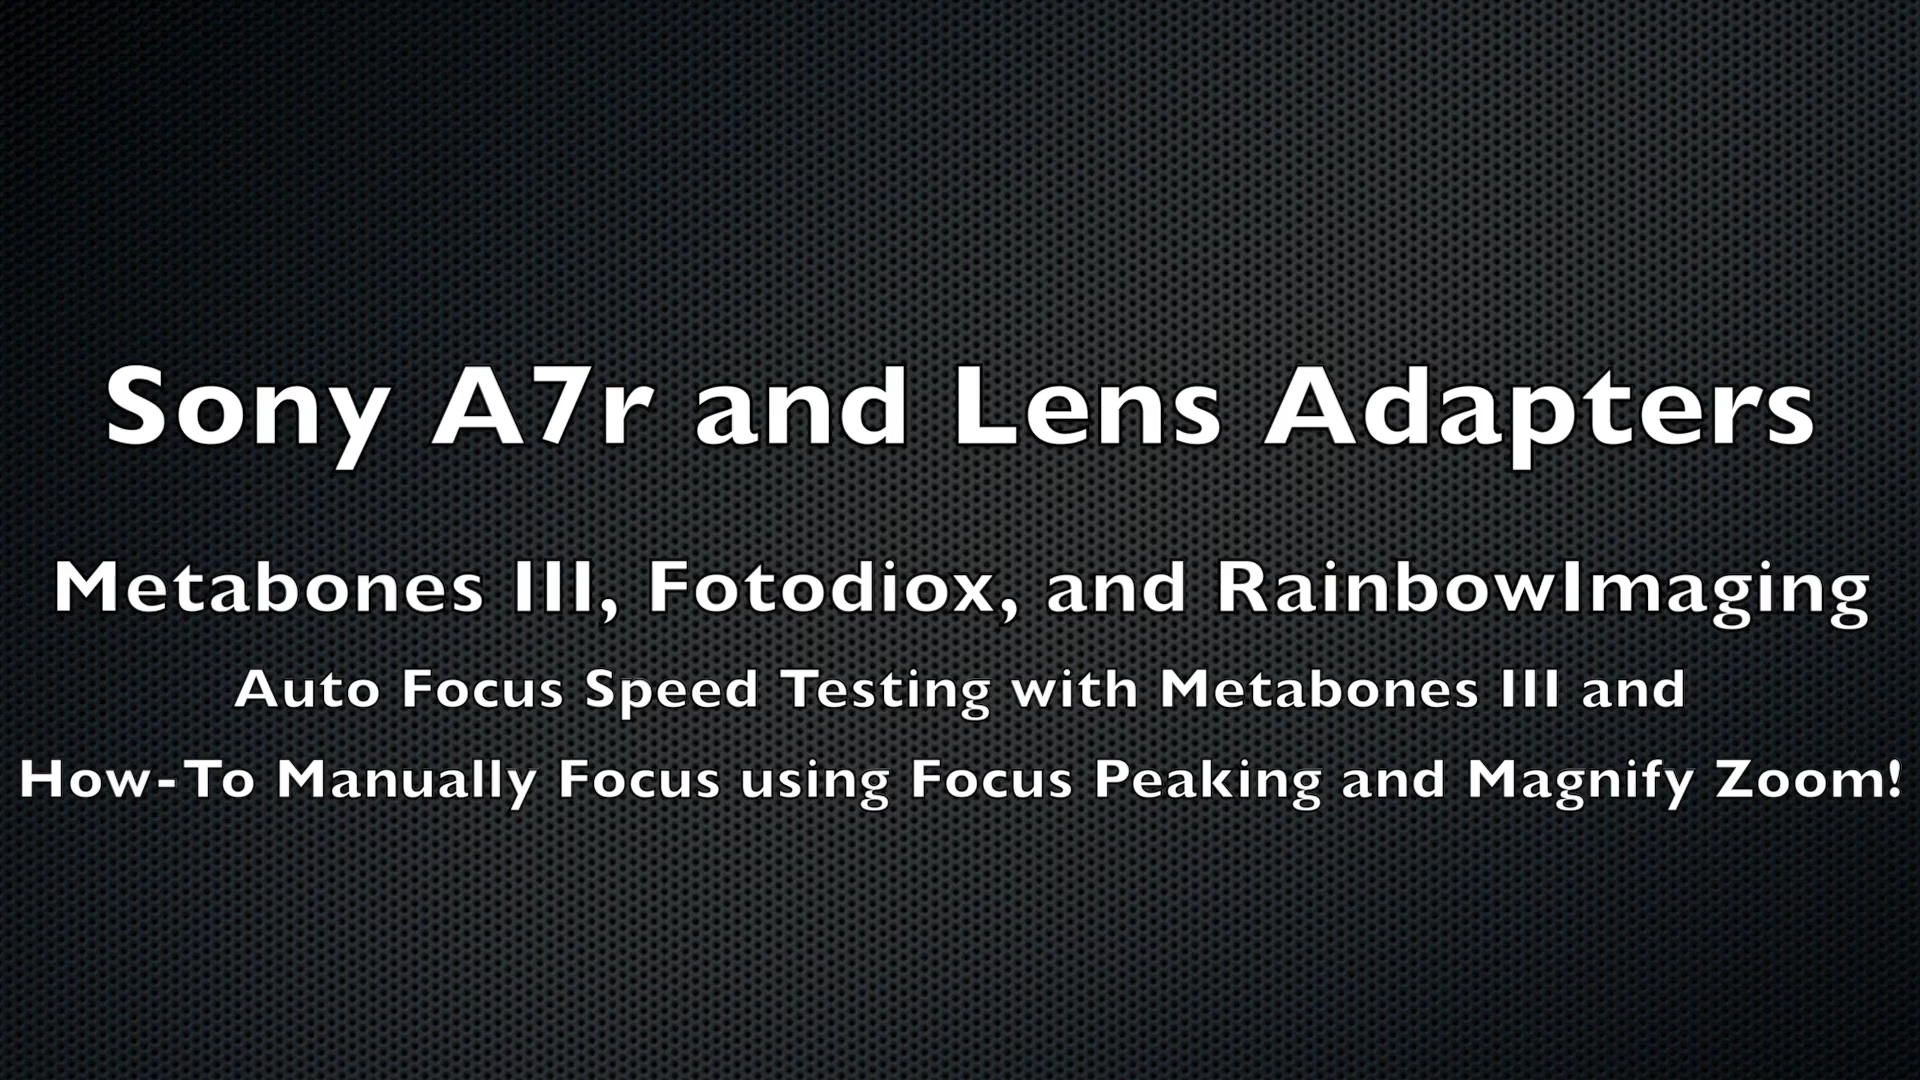 Sony A7r and Lens Adapters
Metabones III, Fotodiox, and RainbowImaging
Auto Focus Speed Testing with Metabones III and
How-To Manually Focus using Focus Peaking and Magnify Zoom!